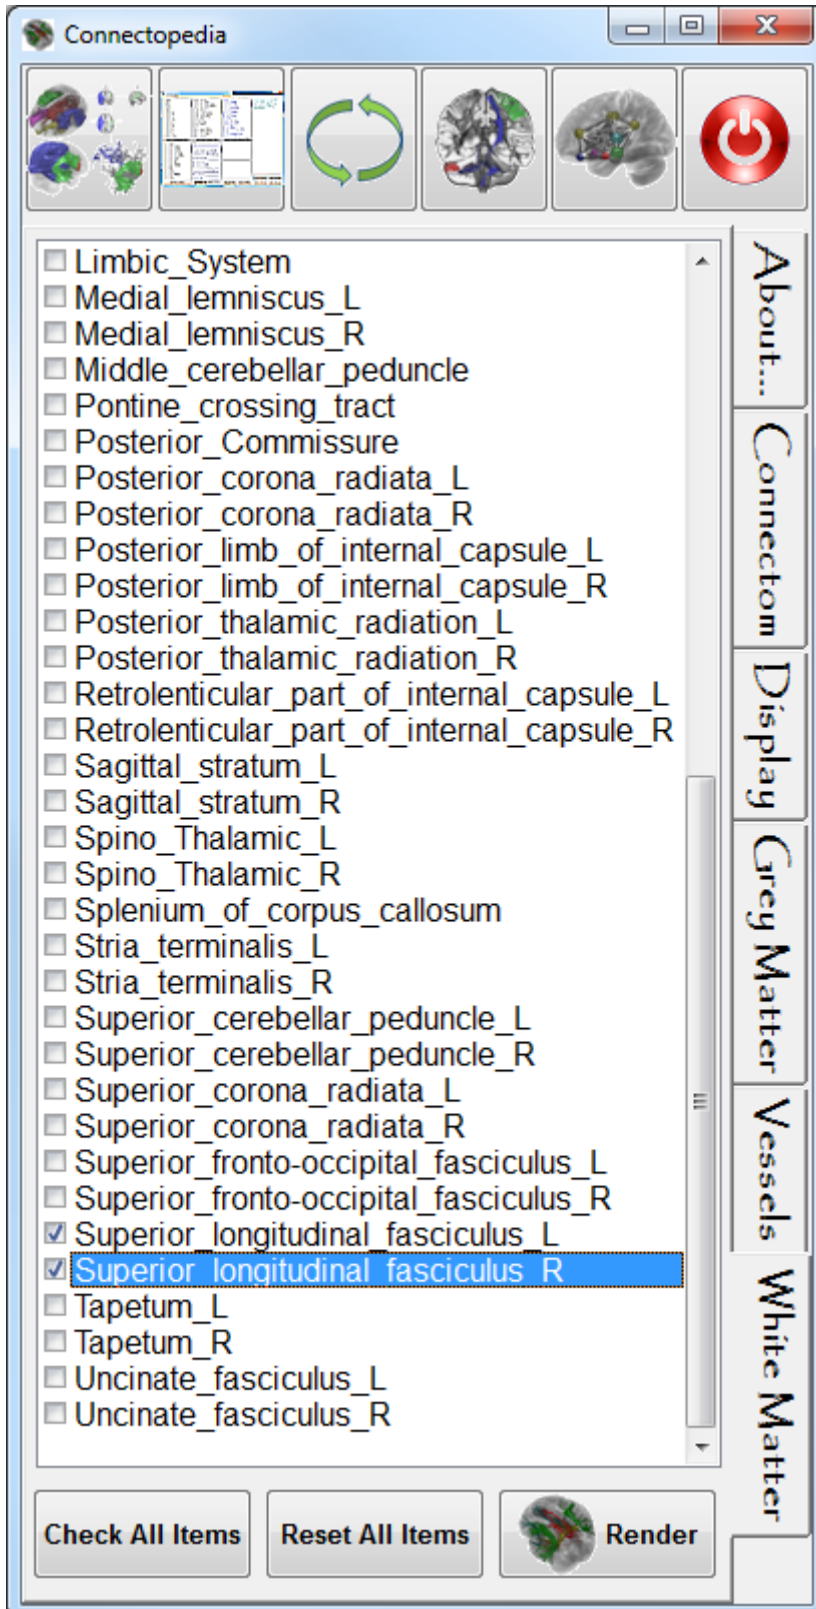 Connectopedia
Limbic_System
Medial_lemniscus_L
Medial_lemniscus_R
Middle_cerebellar_peduncle
Pontine_crossing_tract
Posterior_Commissure
Posterior_corona_radiata_L
Posterior_corona_radiata_R
Posterior_limb_of_internal_capsule_L
Posterior_limb_of_internal_capsule_R
Posterior_thalamic_radiation_L
Posterior_thalamic_radiation_R
Retrolenticular_part_of_internal_capsule_L
Retrolenticular_part_of_internal_capsule_R
Sagittal_stratum_L
Sagittal_stratum_R
Spino_Thalamic_L
Spino_Thalamic_R
Splenium_of_corpus_callosum
Stria_terminalis_L
Stria_terminalis_R
Superior_cerebellar_peduncle_L
Superior_cerebellar_peduncle_R
Superior_corona_radiata_L
Superior_corona_radiata_R
Superior_fronto-occipital_fasciculus_L
Superior_fronto-occipital_fasciculus_R
Superior_longitudinal_fasciculus_L
Superior_longitudinal_fasciculus_R
Tapetum_L
Tapetum_R
Uncinate_fasciculus_L
Uncinate_fasciculus_R
About...
Connectom
Display
Grey Matter
Vessels
White Matter
Check All Items
Reset All Items
Render